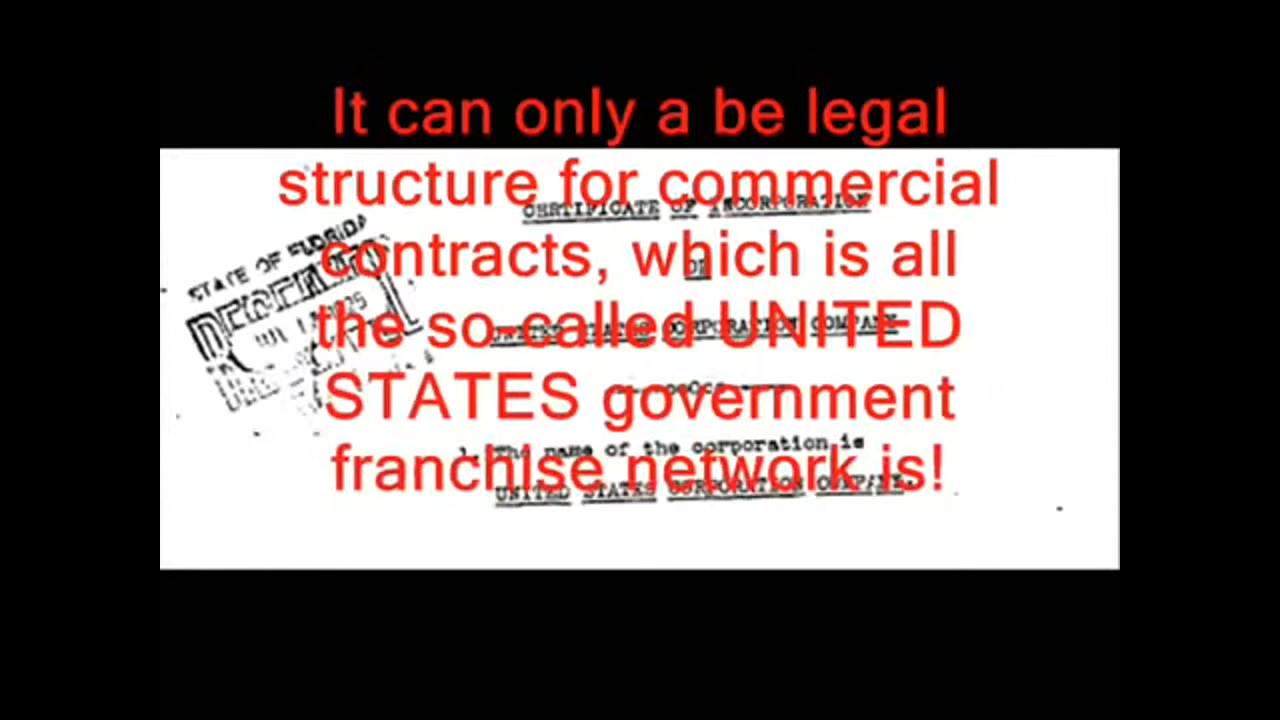 It can only a be legal
structure for commercial
CERTIFICATE OF INCORPORATION
STATE OF FLORIDA
contracts, which is all
OF
the so-called UNITED
UNITED STATES CORPORATION COMPANY
STATES government
franchise network is!
1. The name of the corporation is
UNITED STATES CORPORATION COMPANY.